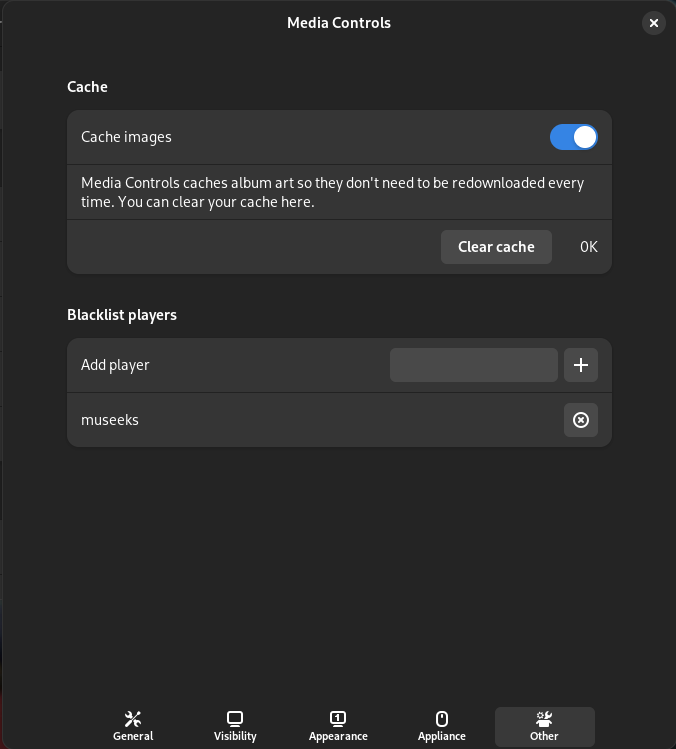 Media Controls
Cache
Cache images
Media Controls caches album art so they don't need to be redownloaded every
time. You can clear your cache here.
Clear cache 0K
Blacklist players
Add player
museeks
General Visibility Appearance Appliance Other